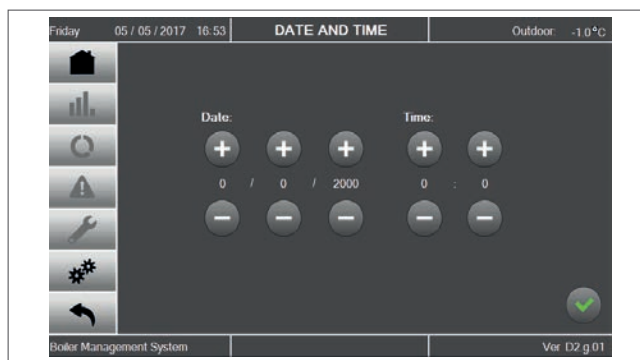 Friday 05 / 05 / 2017 16:53 DATE AND TIME Outdoor: -1.0°C
Date: Time:
0 / 0 / 2000 0 : 0
Boiler Management System Ver D2.g.01